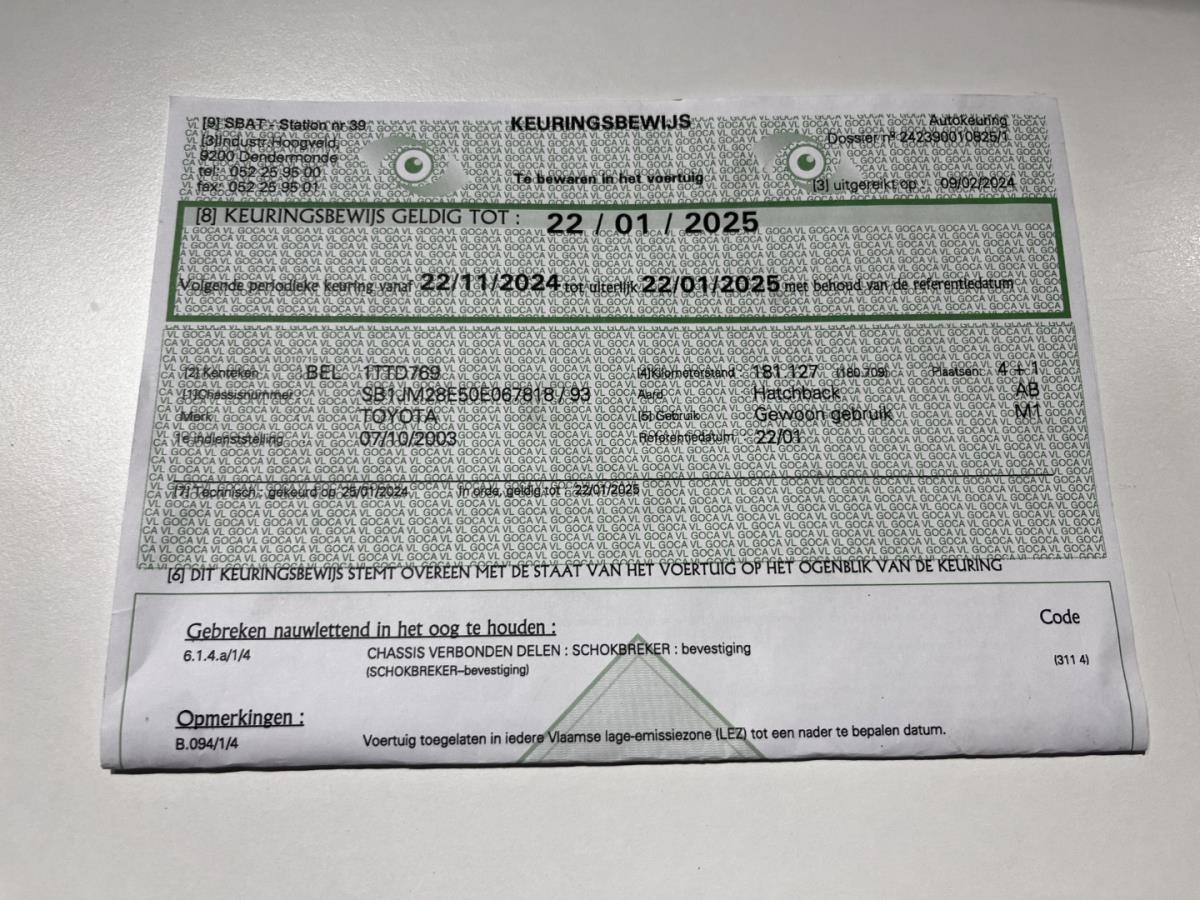 [9] SBAT - Station nr 39
KEURINGSBEWIJS
Autokeuring
[3]Industr.Hoogveld,
Dossier nº 242390010825/1
9200 Dendermonde
tel: 052 25 95 00
Te bewaren in het voertuig
fax: 052 25 95 01
[3] uitgereikt op : 09/02/2024
[8] KEURINGSBEWIJS GELDIG TOT : 22 / 01 / 2025
Volgende periodieke keuring vanaf 22/11/2024 tot uiterlijk 22/01/2025 met behoud van de referentiedatum
[2] Kenteken : BEL 1TTD769
[4]Kilometerstand : 181.127 (180.709) Plaatsen: 4 + 1
[1]Chassisnummer : SB1JM28E50E067818./.93
Aard Hatchback AB
Merk TOYOTA
[5] Gebruik Gewoon gebruik M1
1e indienststelling 07/10/2003
Referentiedatum : 22/01
[7] Technisch : gekeurd op 25/01/2024 In orde, geldig tot : 22/01/2025
[6] DIT KEURINGSBEWIJS STEMT OVEREEN MET DE STAAT VAN HET VOERTUIG OP HET OGENBLIK VAN DE KEURING
Gebreken nauwlettend in het oog te houden :
Code
6.1.4.a/1/4 CHASSIS VERBONDEN DELEN : SCHOKBREKER : bevestiging
(SCHOKBREKER-bevestiging)
(311 4)
Opmerkingen :
B.094/1/4 Voertuig toegelaten in iedere Vlaamse lage-emissiezone (LEZ) tot een nader te bepalen datum.